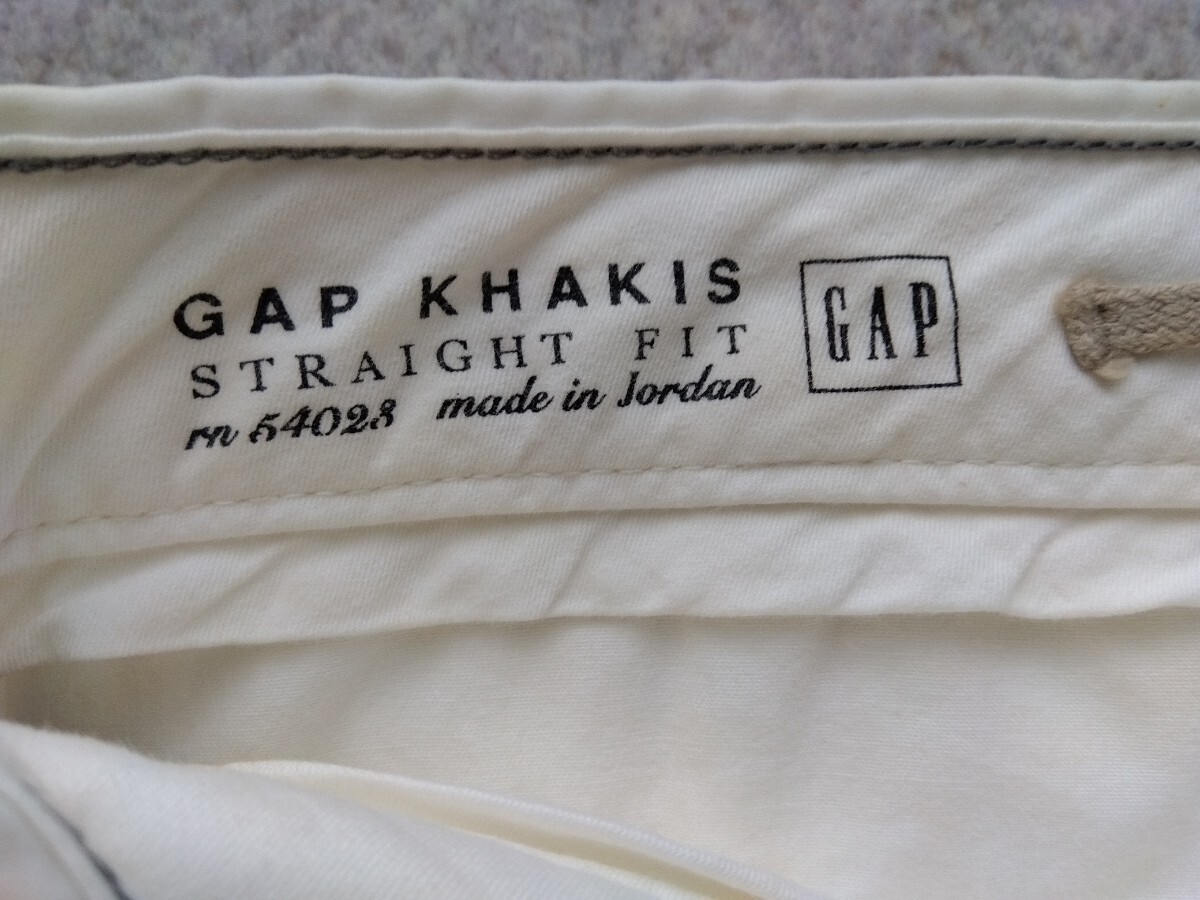 GAP KHAKIS
STRAIGHT FIT
rn 54023 made in Jordan
GAP